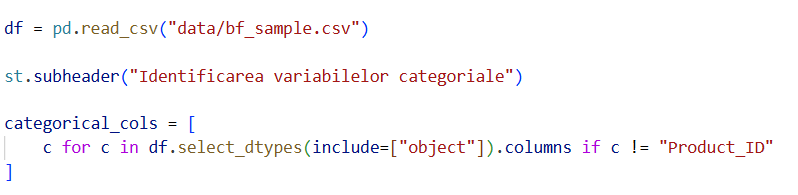 df = pd.read_csv("data/bf_sample.csv")
st.subheader("Identificarea variabilelor categoriale")
categorical_cols = [
    c for c in df.select_dtypes(include=["object"]).columns if c != "Product_ID"
]